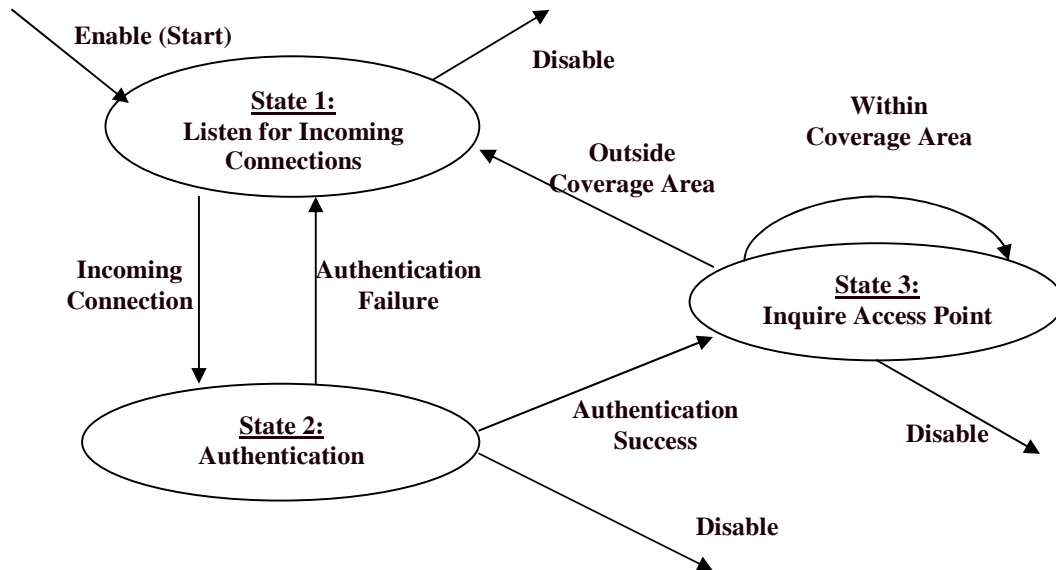 Enable (Start)
Disable
State 1:
Listen for Incoming
Connections
Within
Coverage Area
Outside
Coverage Area
Incoming
Connection
Authentication
Failure
State 3:
Inquire Access Point
State 2:
Authentication
Authentication
Success
Disable
Disable